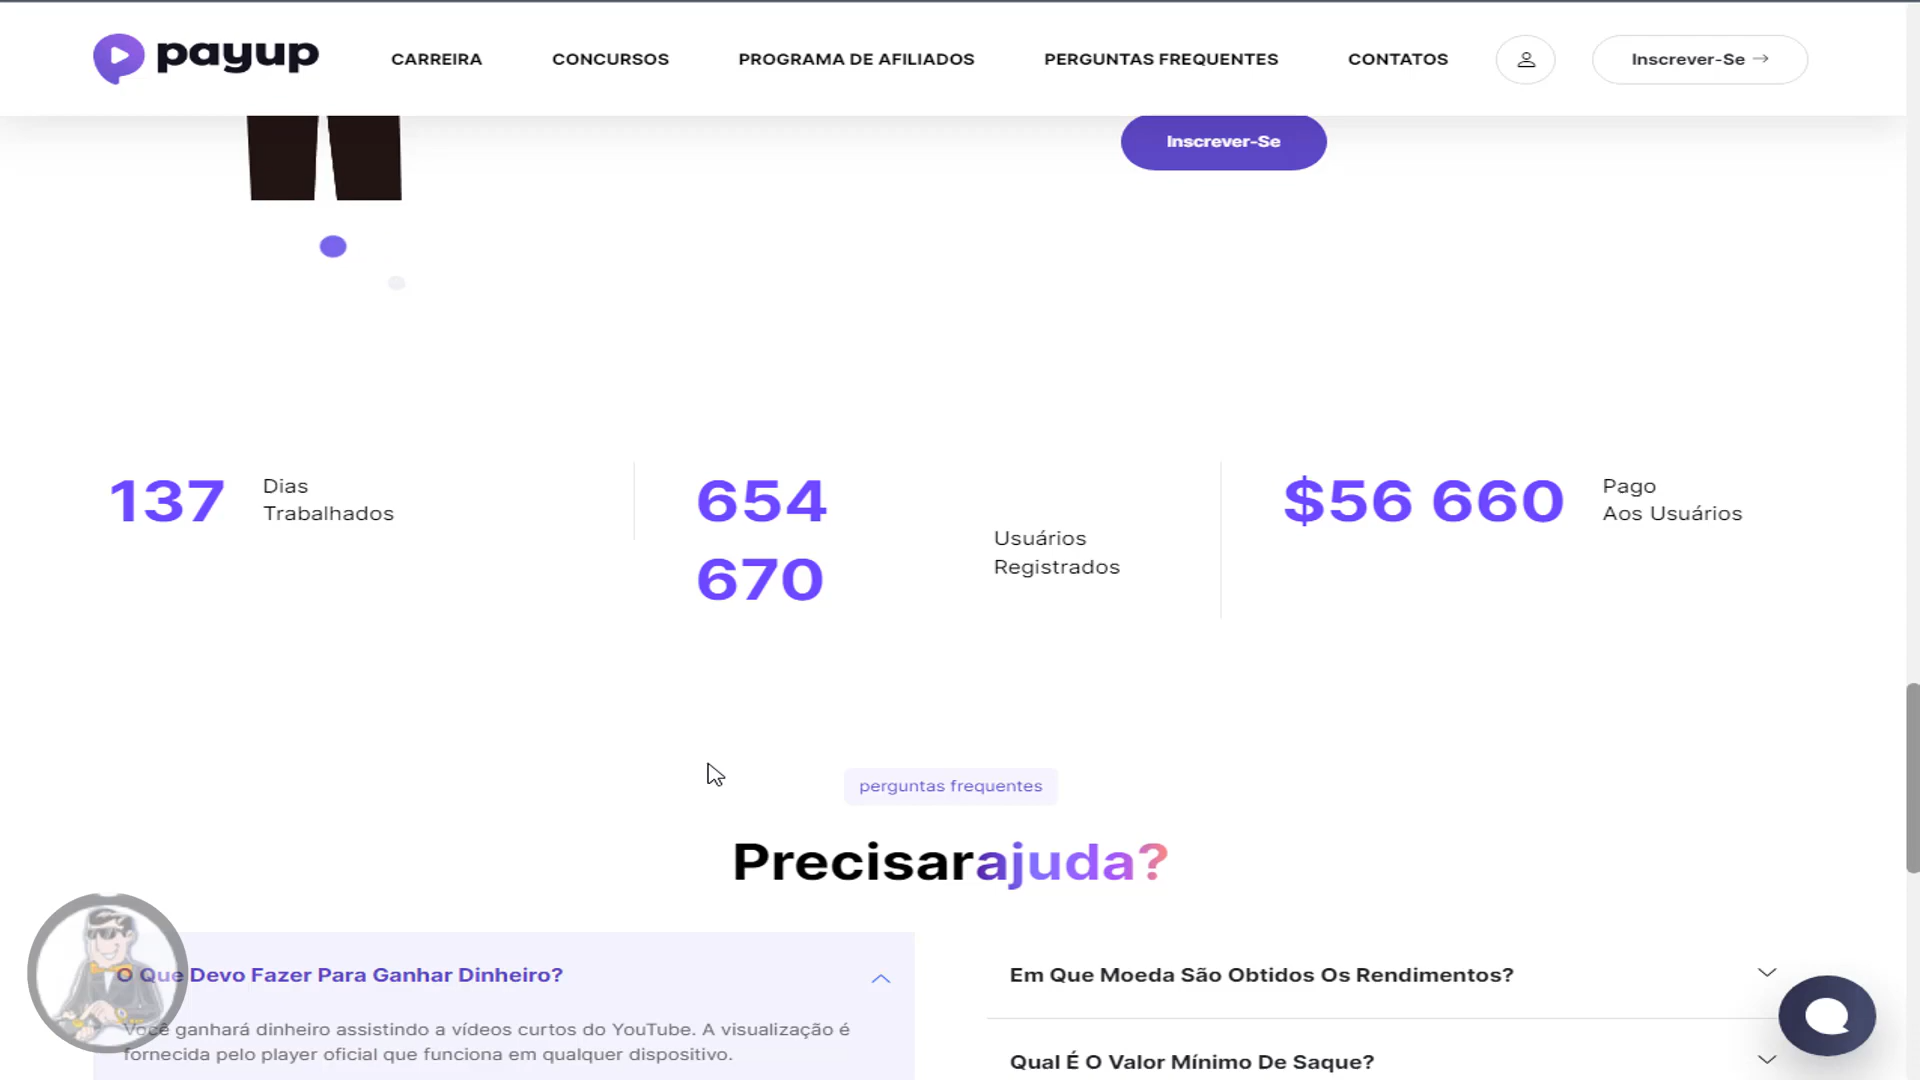 payup
CARREIRA
CONCURSOS
PROGRAMA DE AFILIADOS
PERGUNTAS FREQUENTES
CONTATOS
Inscrever-Se →
Inscrever-Se
137
Dias
Trabalhados
654
670
Usuários
Registrados
$56 660
Pago
Aos Usuários
perguntas frequentes
Precisarajuda?
O Que Devo Fazer Para Ganhar Dinheiro?
Você ganhará dinheiro assistindo a vídeos curtos do YouTube. A visualização é
fornecida pelo player oficial que funciona em qualquer dispositivo.
Em Que Moeda São Obtidos Os Rendimentos?
Qual É O Valor Mínimo De Saque?